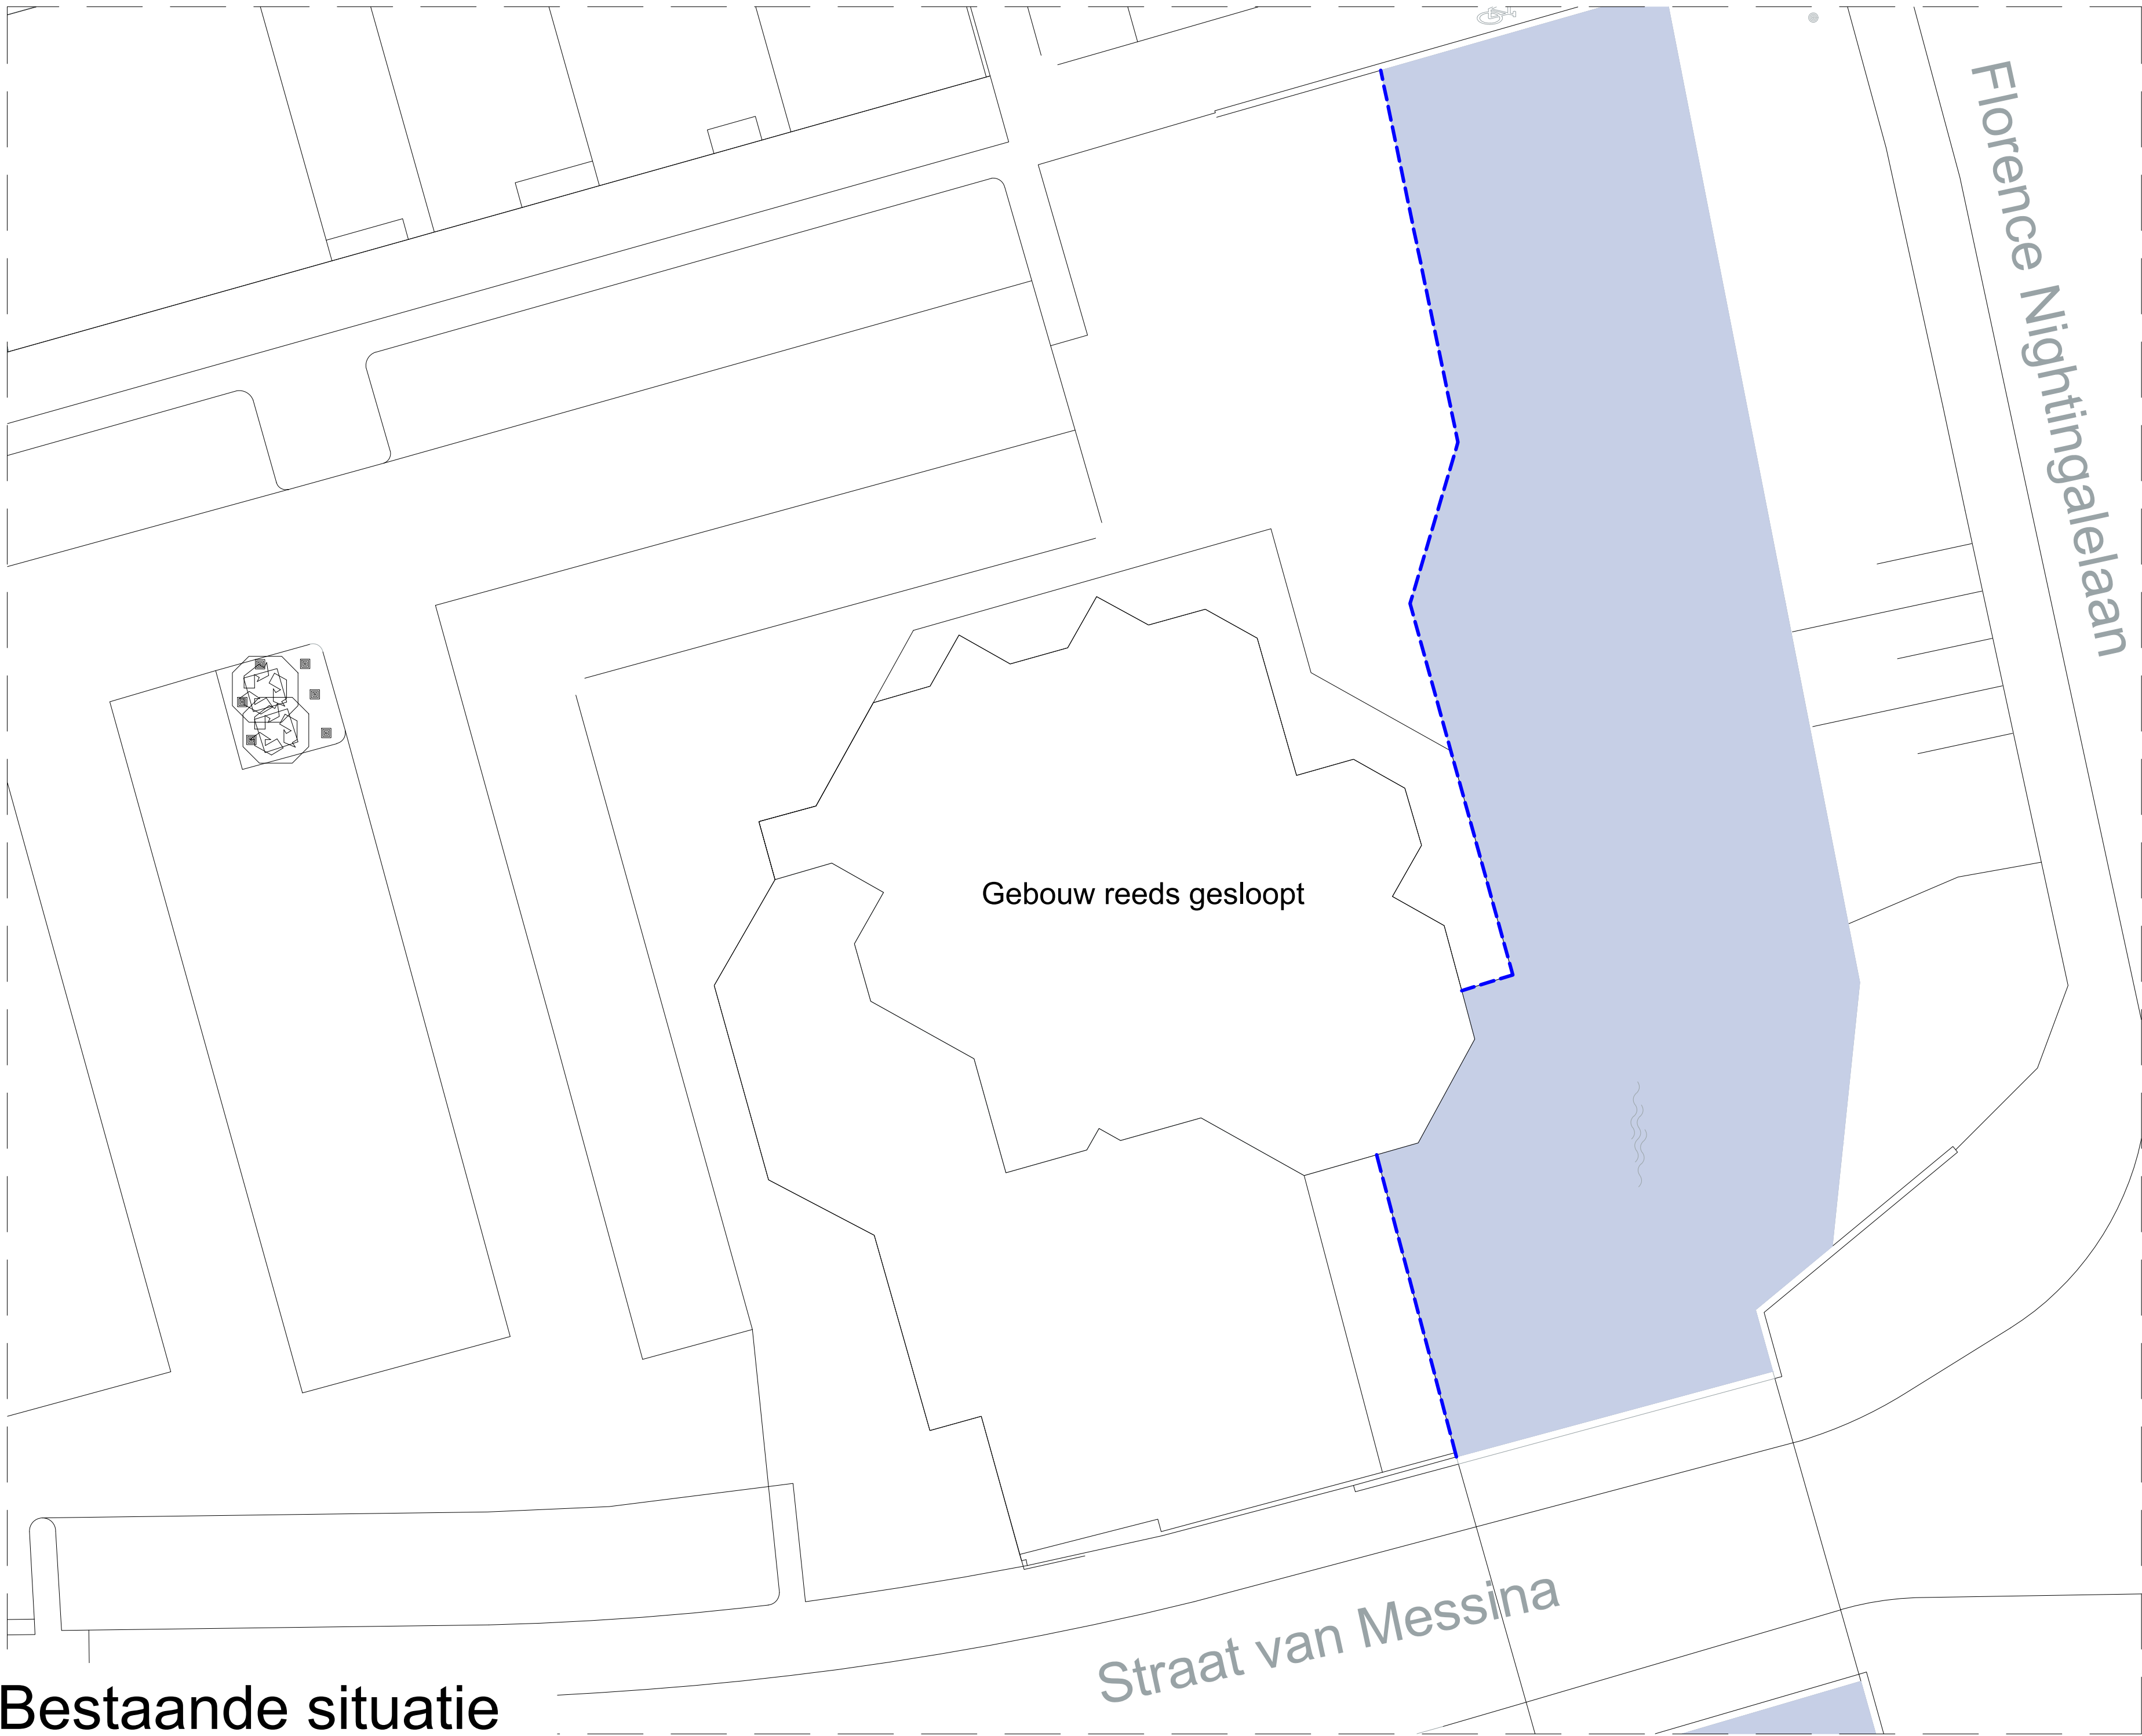 Florence Nightingalelaan
Gebouw reeds gesloopt
Straat van Messina
Bestaande situatie